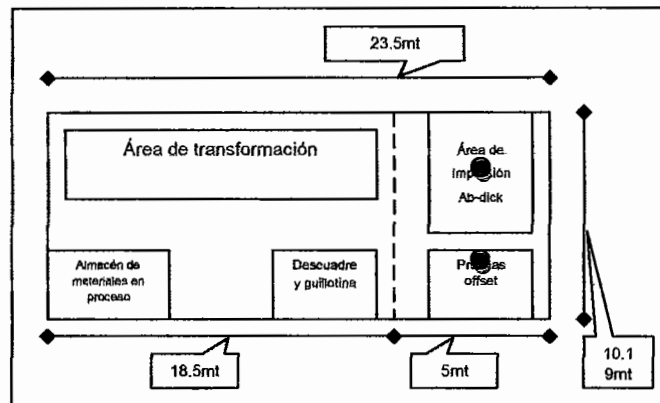 23.5mt
Área de transformación
Área de
impresión
Ab-dick
Almacén de
materiales en
proceso
Descuadre
y guillotina
offset
18.5mt
5mt
10.1
9mt